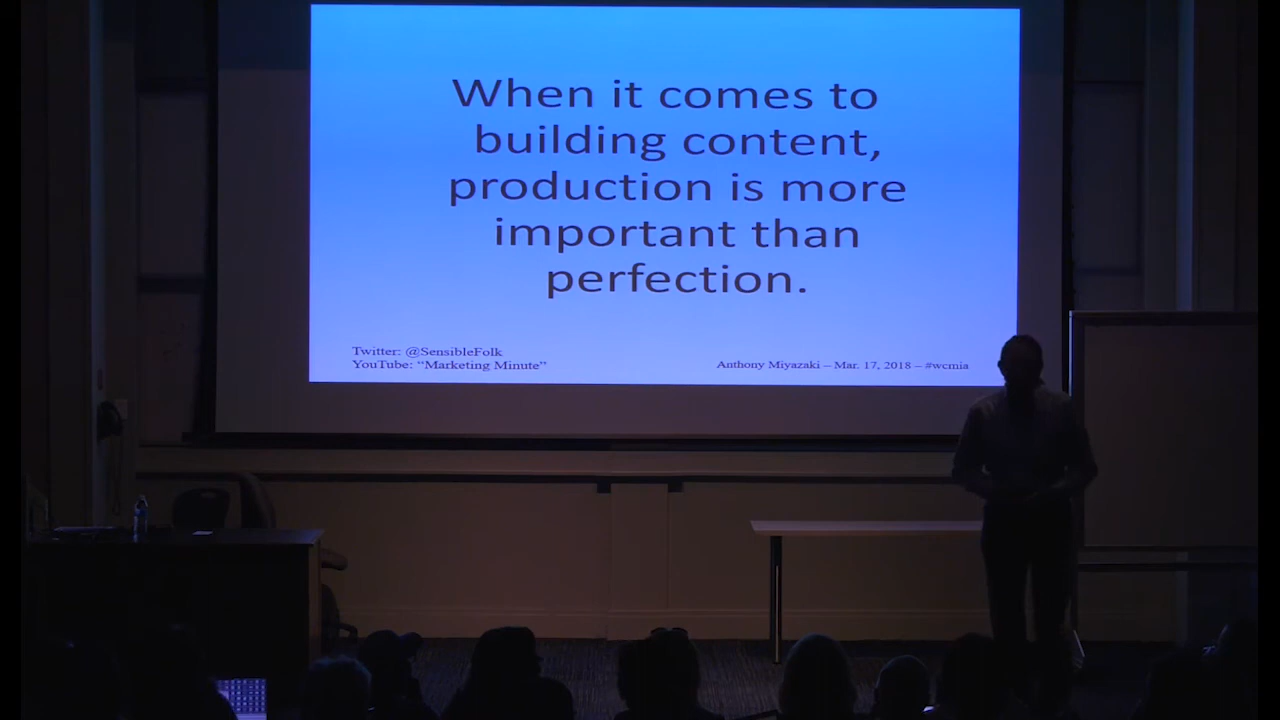 When it comes to
building content,
production is more
important than
perfection.
Twitter: @SensibleFolk
YouTube: “Marketing Minute”
Anthony Miyazaki – Mar. 17, 2018 – #wcmia